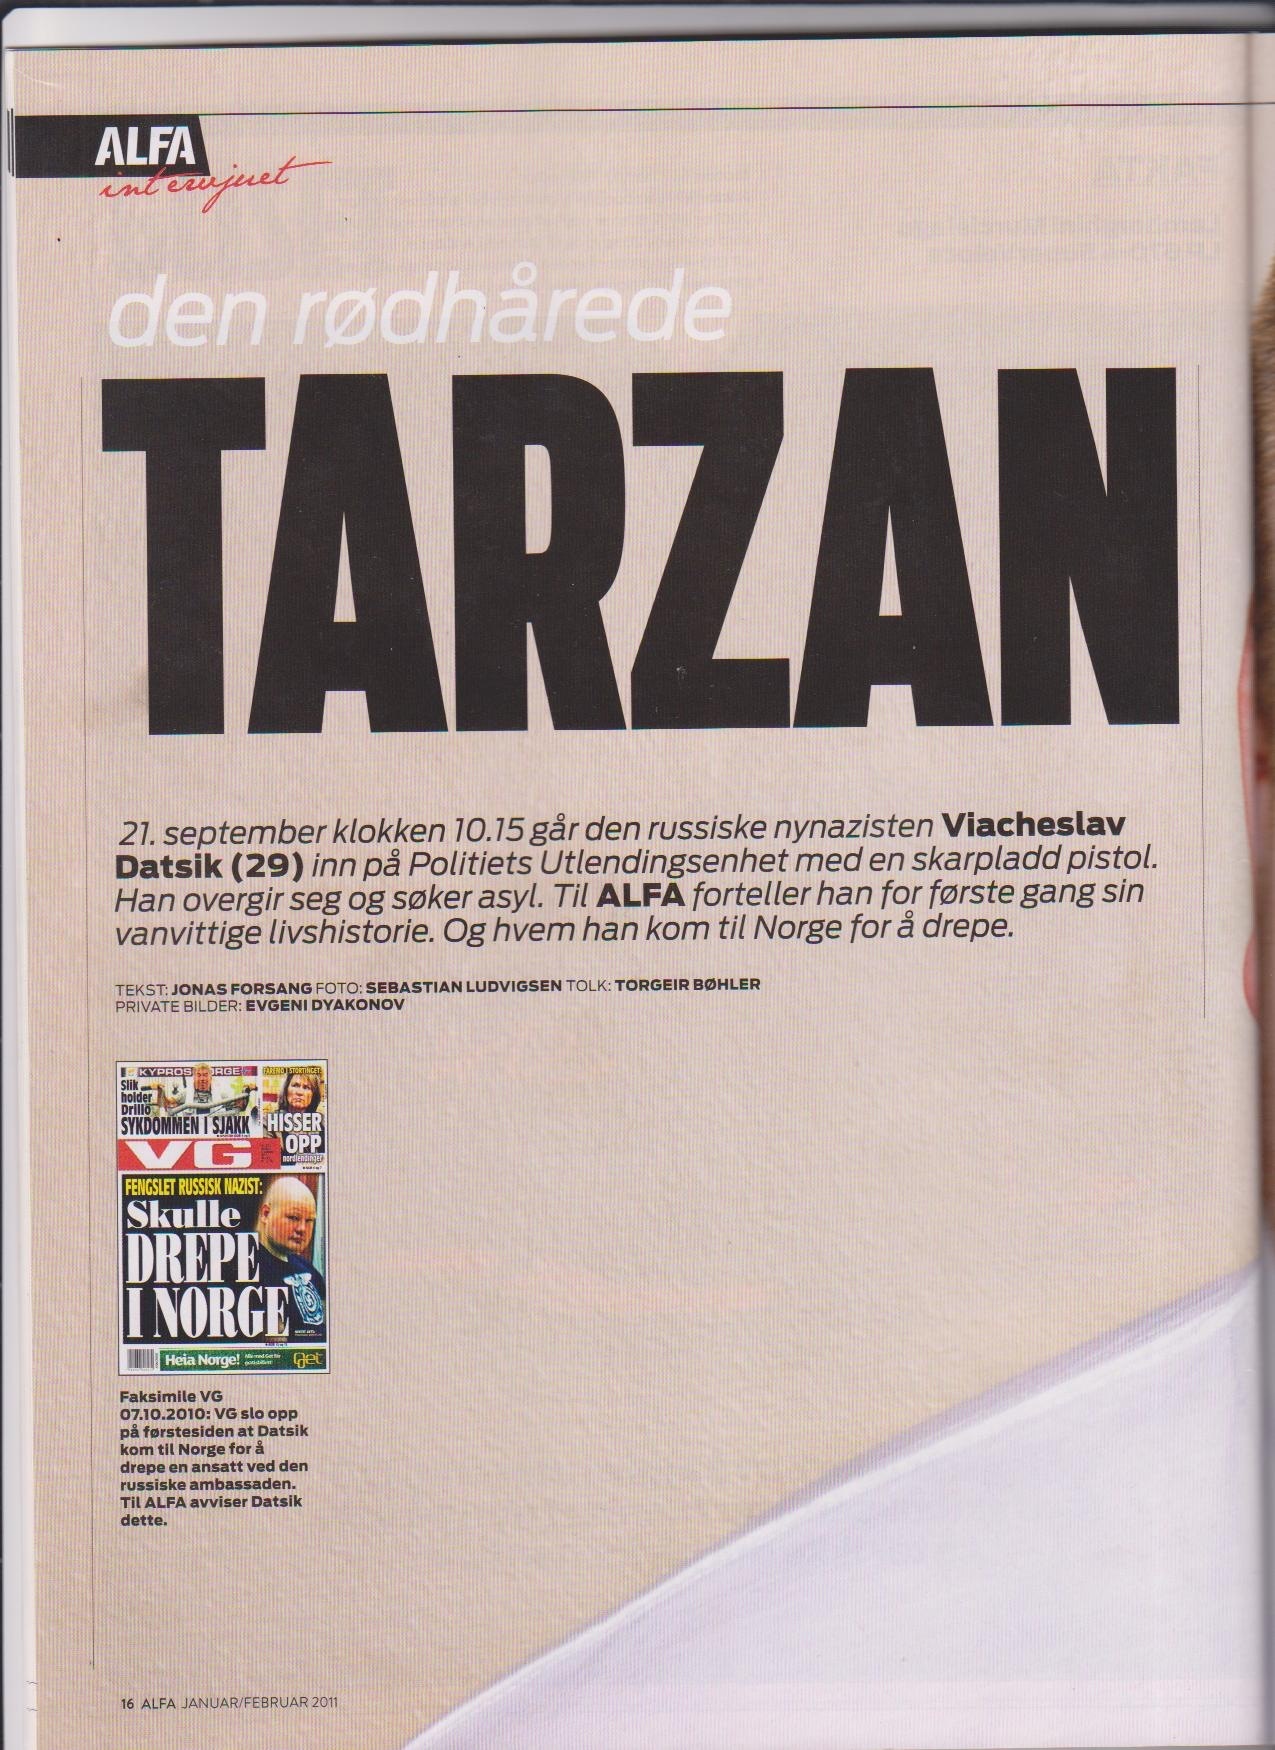 ALFA
intervjuet
den rødhårede
TARZAN
21. september klokken 10.15 går den russiske nynazisten Viacheslav
Datsik (29) inn på Politiets Utlendingsenhet med en skarpladd pistol.
Han overgir seg og søker asyl. Til ALFA forteller han for første gang sin
vanvittige livshistorie. Og hvem han kom til Norge for å drepe.
TEKST: JONAS FORSANG FOTO: SEBASTIAN LUDVIGSEN TOLK: TORGEIR BØHLER
PRIVATE BILDER: EVGENI DYAKONOV
KYPROS
Slik
holder
Drillo
SYKDOMMEN I SJAKK
HISSER
OPP
nordlendinger
VG
FENGSLET RUSSISK NAZIST:
Skulle
DREPE
I NORGE
Heia Norge!
Get
Faksimile VG
07.10.2010: VG slo opp
på førstesiden at Datsik
kom til Norge for å
drepe en ansatt ved den
russiske ambassaden.
Til ALFA avviser Datsik
dette.
16 ALFA JANUAR/FEBRUAR 2011